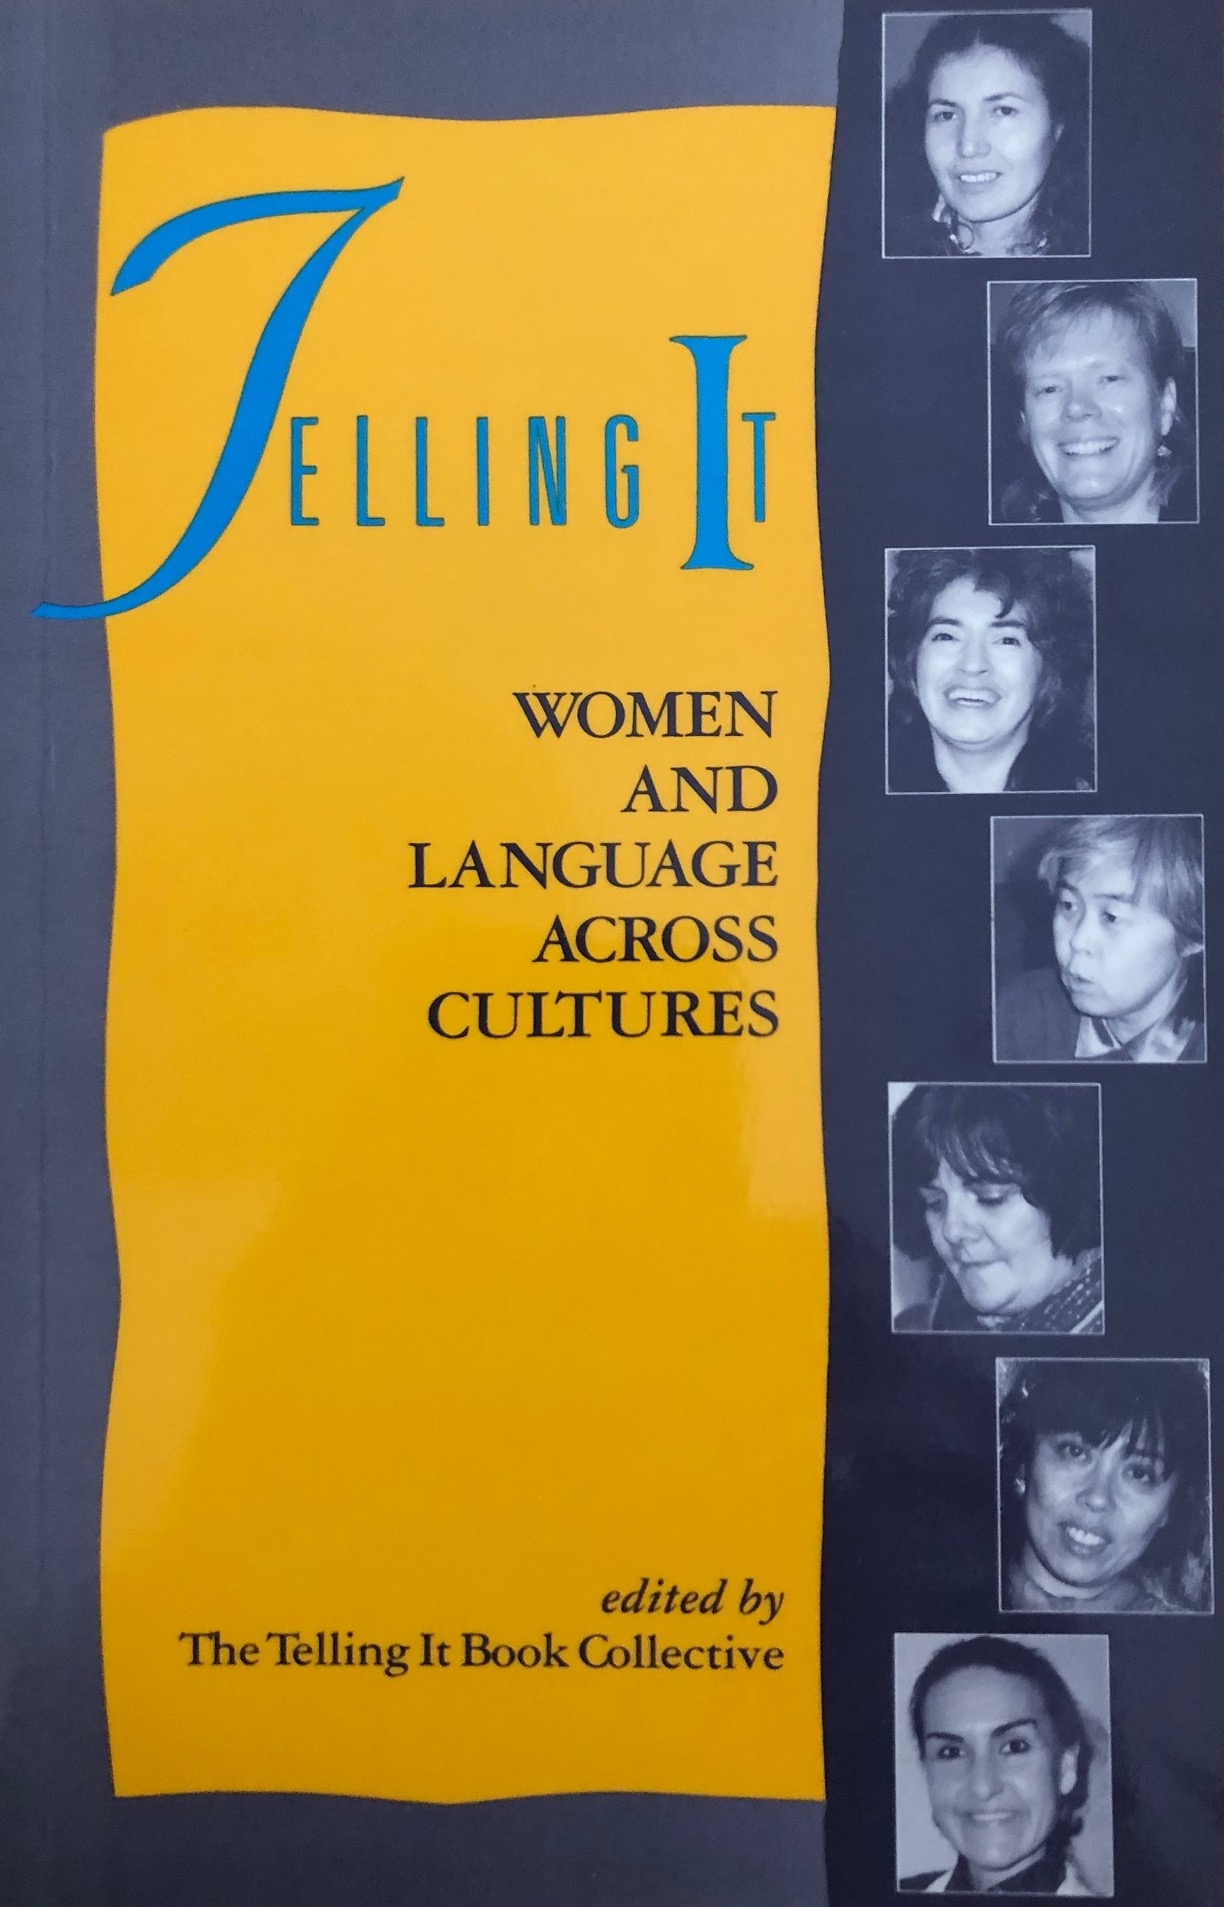 TELLING IT
WOMEN
AND
LANGUAGE
ACROSS
CULTURES
edited by
The Telling It Book Collective